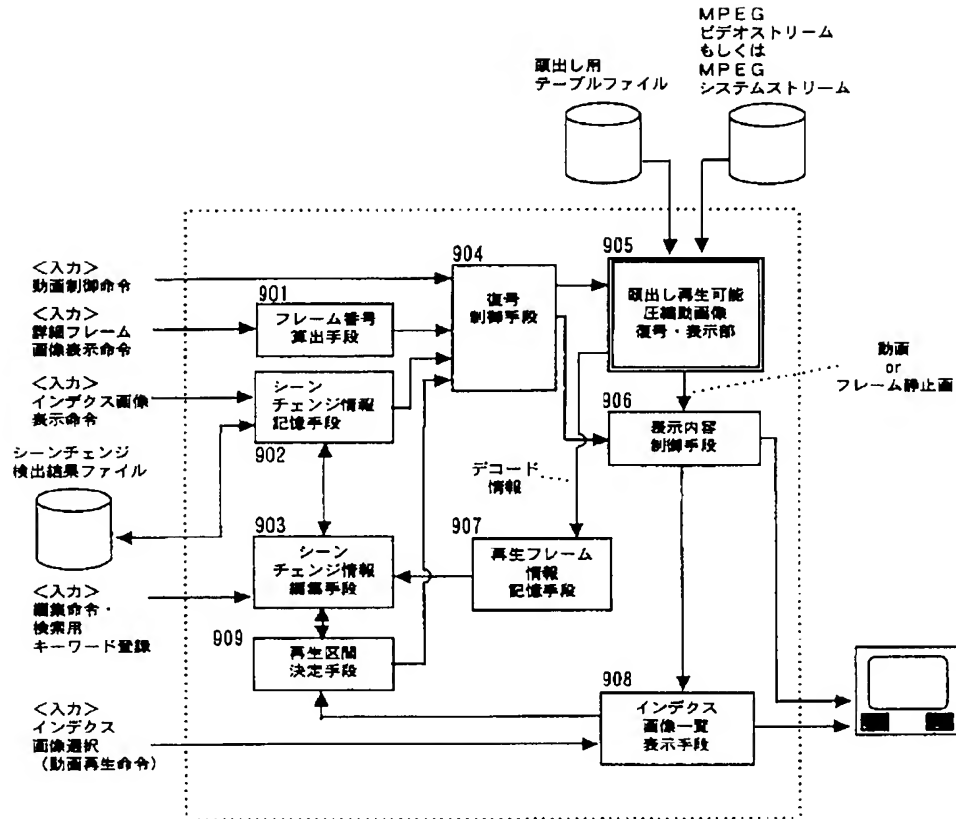 MPEG
ビデオストリーム
もしくは
MPEG
システムストリーム
頭出し用
テーブルファイル
<入力>
動画制御命令
<入力>
詳細フレーム
画像表示命令
<入力>
インデクス画像
表示命令
シーンチェンジ
検出結果ファイル
<入力>
編集命令・
検索用
キーワード登録
<入力>
インデクス
画像選択
(動画再生命令)
901
フレーム番号
算出手段
シーン
チェンジ情報
記憶手段
902
903
シーン
チェンジ情報
編集手段
909
再生区間
決定手段
904
復号
制御手段
905
頭出し再生可能
圧縮動画像
復号・表示部
動画
or
フレーム静止画
906
表示内容
制御手段
デコード
情報
907
再生フレーム
情報
記憶手段
908
インデクス
画像一覧
表示手段